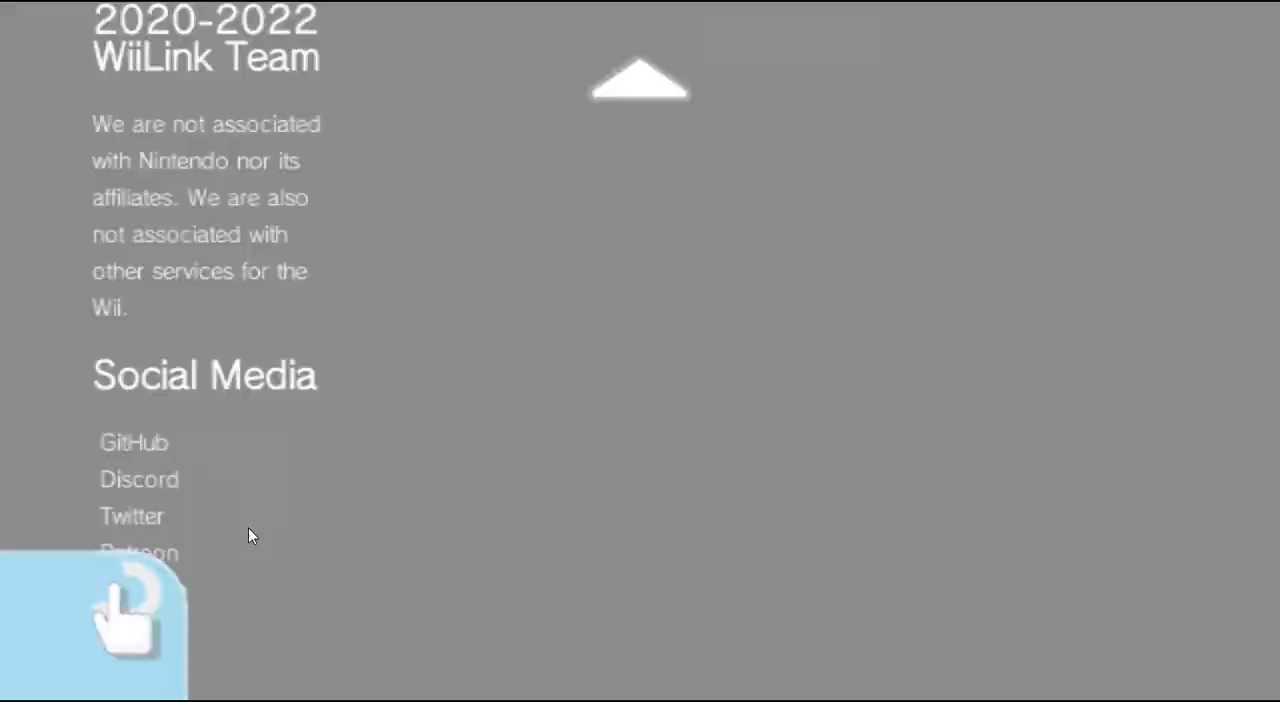 2020-2022
WiiLink Team
We are not associated
with Nintendo nor its
affiliates. We are also
not associated with
other services for the
Wii.
Social Media
GitHub
Discord
Twitter
Patreon